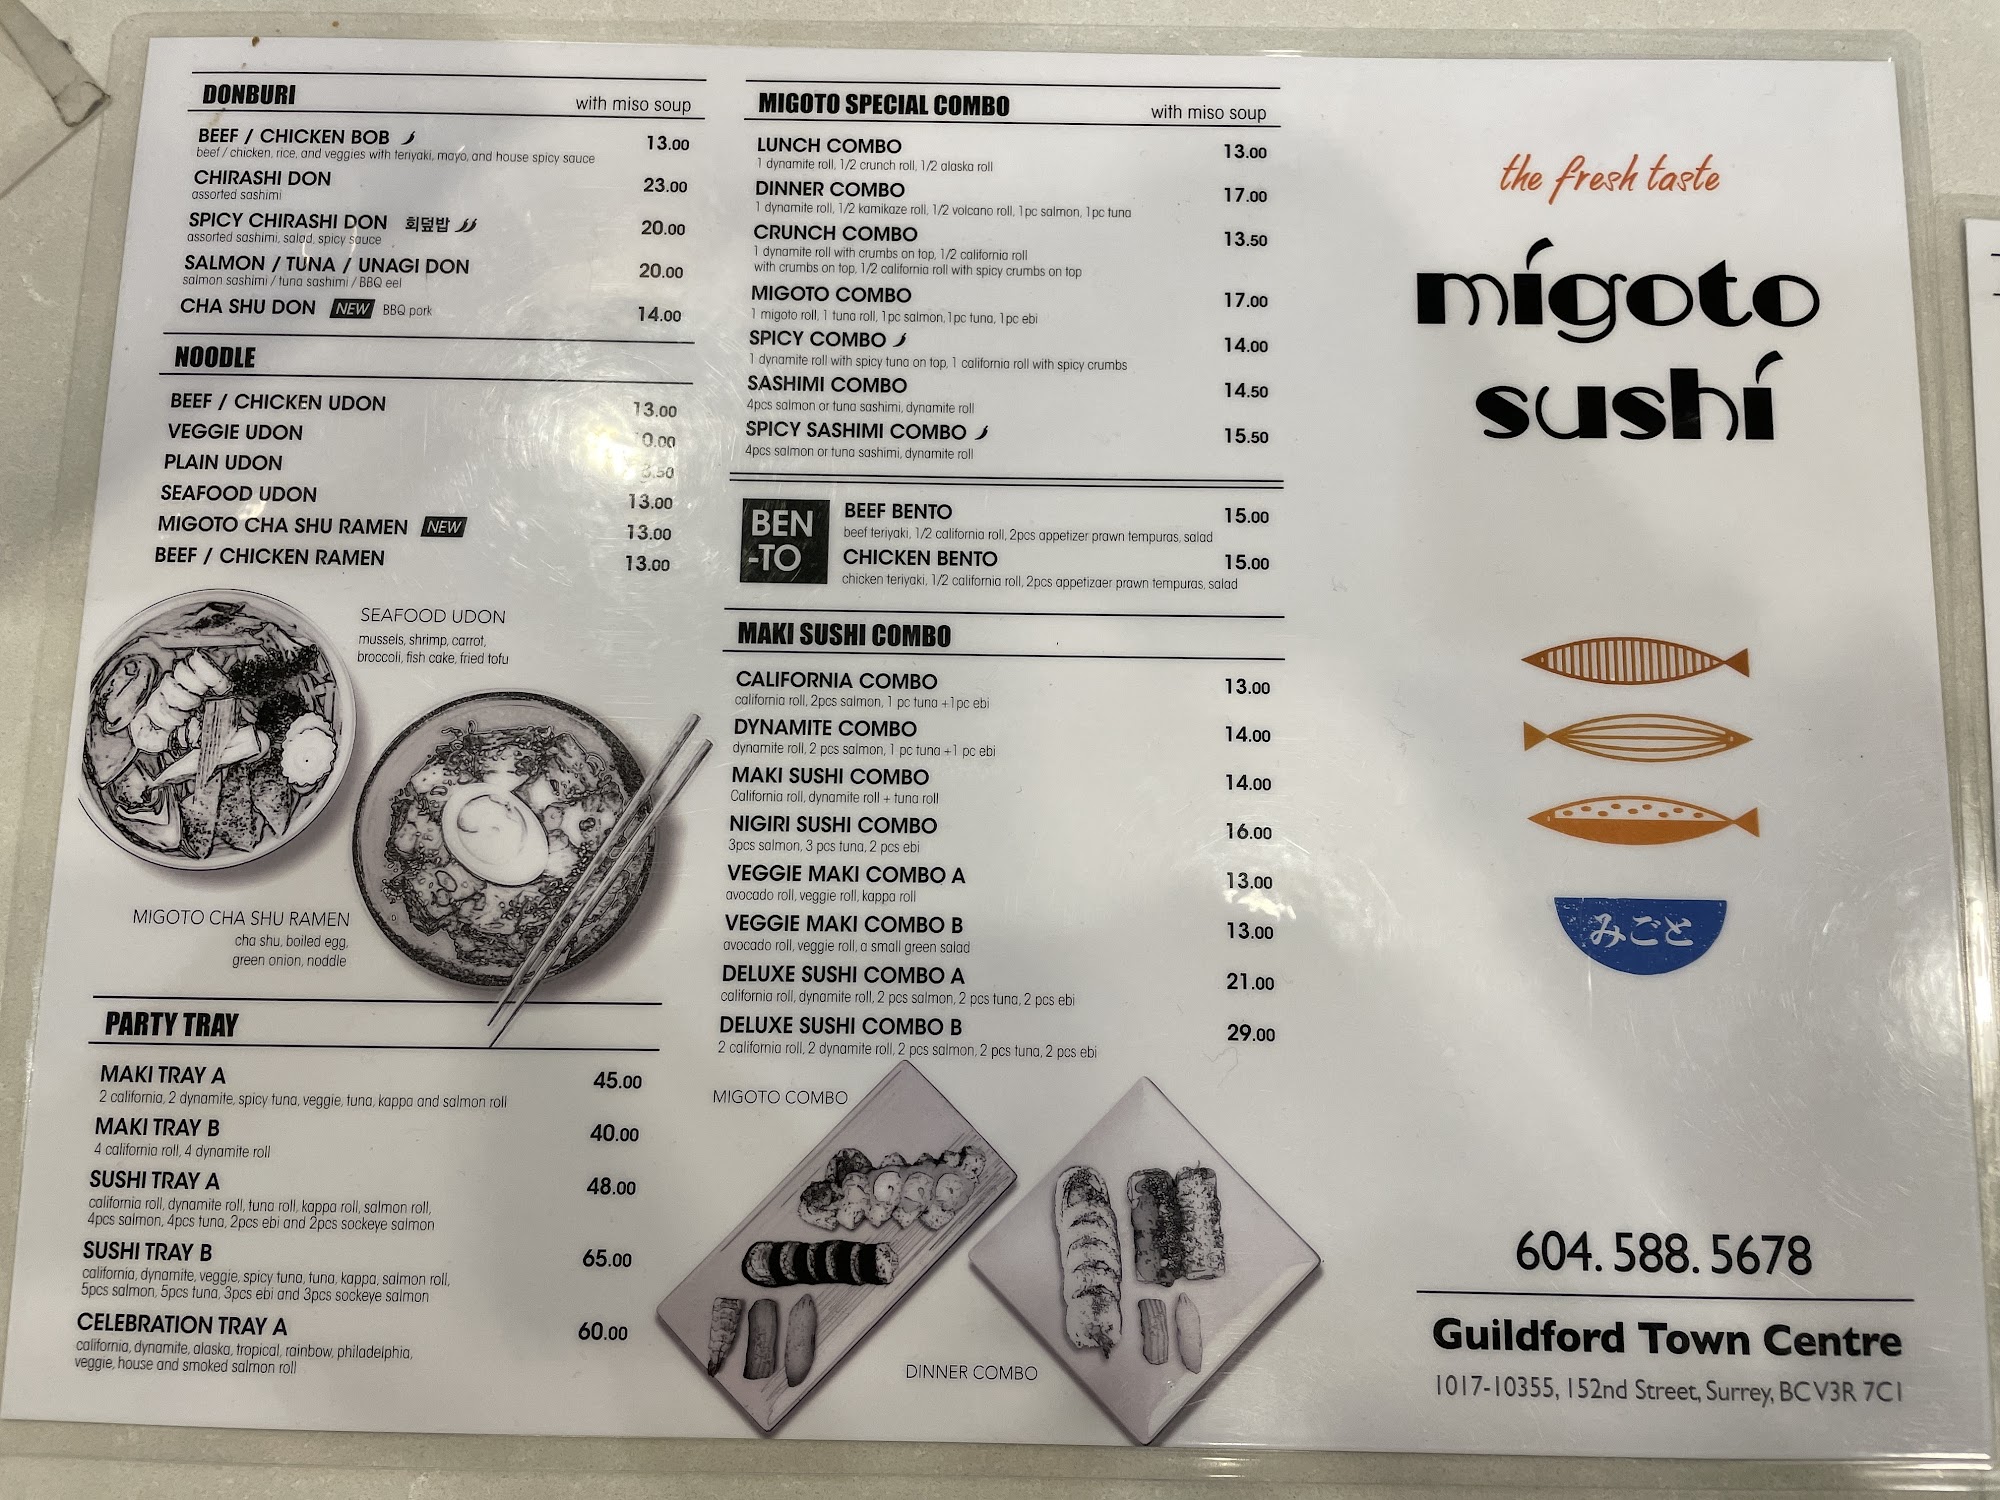 DONBURI with miso soup
BEEF / CHICKEN BOB 13.00
beef / chicken, rice, and veggies with teriyaki, mayo, and house spicy sauce
CHIRASHI DON 23.00
assorted sashimi
SPICY CHIRASHI DON 회덮밥 20.00
assorted sashimi, salad, spicy sauce
SALMON / TUNA / UNAGI DON 20.00
salmon sashimi / tuna sashimi / BBQ eel
CHA SHU DON NEW BBQ pork 14.00
NOODLE
BEEF / CHICKEN UDON 13.00
VEGGIE UDON
PLAIN UDON
SEAFOOD UDON 13.00
MIGOTO CHA SHU RAMEN NEW 13.00
BEEF / CHICKEN RAMEN 13.00
SEAFOOD UDON
mussels, shrimp, carrot,
broccoli, fish cake, fried tofu
MIGOTO CHA SHU RAMEN
cha shu, boiled egg,
green onion, noddle
PARTY TRAY
MAKI TRAY A 45.00
2 california, 2 dynamite, spicy tuna, veggie, tuna, kappa and salmon roll
MAKI TRAY B 40.00
4 california roll, 4 dynamite roll
SUSHI TRAY A 48.00
california roll, dynamite roll, tuna roll, kappa roll, salmon roll,
4pcs salmon, 4pcs tuna, 2pcs ebi and 2pcs sockeye salmon
SUSHI TRAY B 65.00
california, dynamite, veggie, spicy tuna, tuna, kappa, salmon roll,
5pcs salmon, 5pcs tuna, 3pcs ebi and 3pcs sockeye salmon
CELEBRATION TRAY A 60.00
california, dynamite, alaska, tropical, rainbow, philadelphia,
veggie, house and smoked salmon roll
MIGOTO SPECIAL COMBO with miso soup
LUNCH COMBO 13.00
1 dynamite roll, 1/2 crunch roll, 1/2 alaska roll
DINNER COMBO 17.00
1 dynamite roll, 1/2 kamikaze roll, 1/2 volcano roll, 1pc salmon, 1pc tuna
CRUNCH COMBO 13.50
1 dynamite roll with crumbs on top, 1/2 california roll
with crumbs on top, 1/2 california roll with spicy crumbs on top
MIGOTO COMBO 17.00
1 migoto roll, 1 tuna roll, 1pc salmon, 1pc tuna, 1pc ebi
SPICY COMBO 14.00
1 dynamite roll with spicy tuna on top, 1 california roll with spicy crumbs
SASHIMI COMBO 14.50
4pcs salmon or tuna sashimi, dynamite roll
SPICY SASHIMI COMBO 15.50
4pcs salmon or tuna sashimi, dynamite roll
BEN
-TO
BEEF BENTO 15.00
beef teriyaki, 1/2 california roll, 2pcs appetizer prawn tempuras, salad
CHICKEN BENTO 15.00
chicken teriyaki, 1/2 california roll, 2pcs appetizaer prawn tempuras, salad
MAKI SUSHI COMBO
CALIFORNIA COMBO 13.00
california roll, 2pcs salmon, 1 pc tuna +1pc ebi
DYNAMITE COMBO 14.00
dynamite roll, 2 pcs salmon, 1 pc tuna +1 pc ebi
MAKI SUSHI COMBO 14.00
California roll, dynamite roll + tuna roll
NIGIRI SUSHI COMBO 16.00
3pcs salmon, 3 pcs tuna, 2 pcs ebi
VEGGIE MAKI COMBO A 13.00
avocado roll, veggie roll, kappa roll
VEGGIE MAKI COMBO B 13.00
avocado roll, veggie roll, a small green salad
DELUXE SUSHI COMBO A 21.00
california roll, dynamite roll, 2 pcs salmon, 2 pcs tuna, 2 pcs ebi
DELUXE SUSHI COMBO B 29.00
2 california roll, 2 dynamite roll, 2 pcs salmon, 2 pcs tuna, 2 pcs ebi
MIGOTO COMBO
DINNER COMBO
the fresh taste
migoto
sushi
みごと
604.588.5678
Guildford Town Centre
1017-10355, 152nd Street, Surrey, BC V3R 7C1